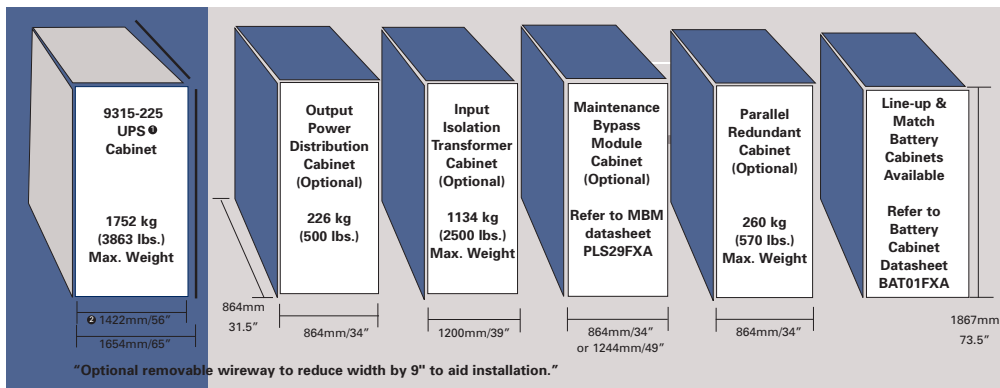 9315-225
UPS ❶
Cabinet
1752 kg
(3863 lbs.)
Max. Weight
❷ 1422mm/56"
1654mm/65"
Output
Power
Distribution
Cabinet
(Optional)
226 kg
(500 lbs.)
864mm
31.5"
864mm/34"
Input
Isolation
Transformer
Cabinet
(Optional)
1134 kg
(2500 lbs.)
Max. Weight
1200mm/39"
Maintenance
Bypass
Module
Cabinet
(Optional)
Refer to MBM
datasheet
PLS29FXA
864mm/34"
or 1244mm/49"
Parallel
Redundant
Cabinet
(Optional)
260 kg
(570 lbs.)
Max. Weight
864mm/34"
Line-up &
Match
Battery
Cabinets
Available
Refer to
Battery
Cabinet
Datasheet
BAT01FXA
1867mm
73.5"
"Optional removable wireway to reduce width by 9" to aid installation."